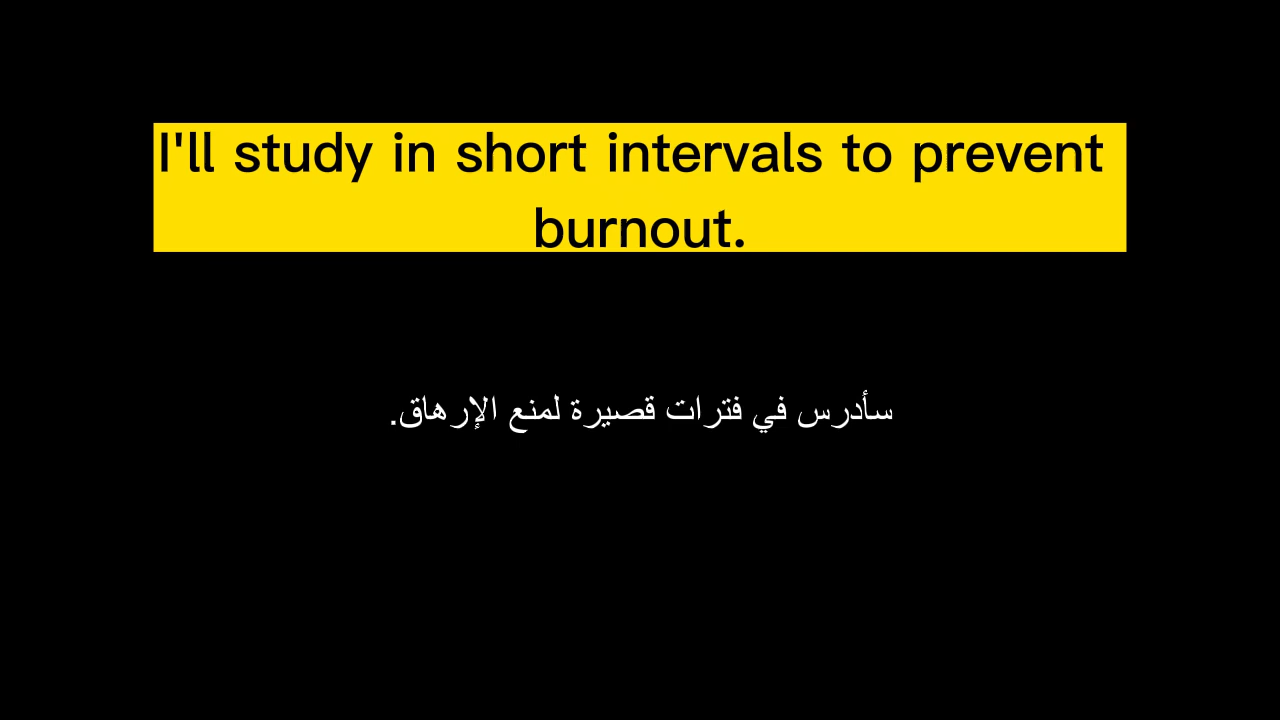 I'll study in short intervals to prevent
burnout.
سأدرس في فترات قصيرة لمنع الإرهاق.